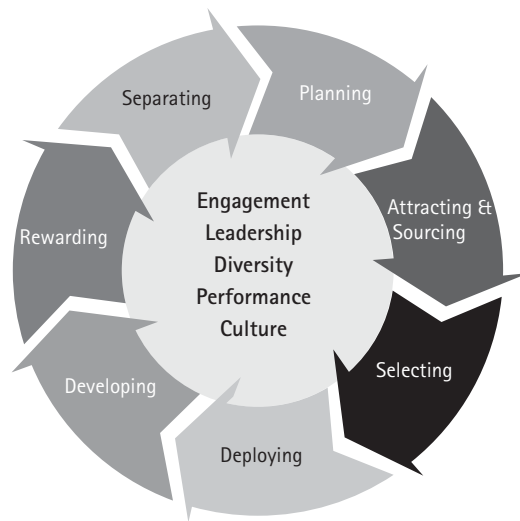 Separating
Planning
Attracting &
Sourcing
Selecting
Deploying
Developing
Rewarding
Engagement
Leadership
Diversity
Performance
Culture